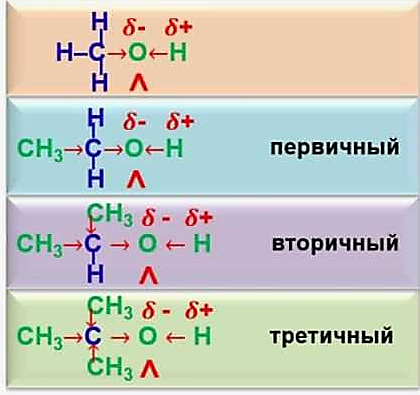 H δ- δ+
H–C→O←H
H Λ
H δ- δ+
CH₃→C→O←H первичный
H Λ
CH₃ δ- δ+
CH₃→C→O←H вторичный
H Λ
CH₃ δ- δ+
CH₃→C→O←H третичный
CH₃ Λ